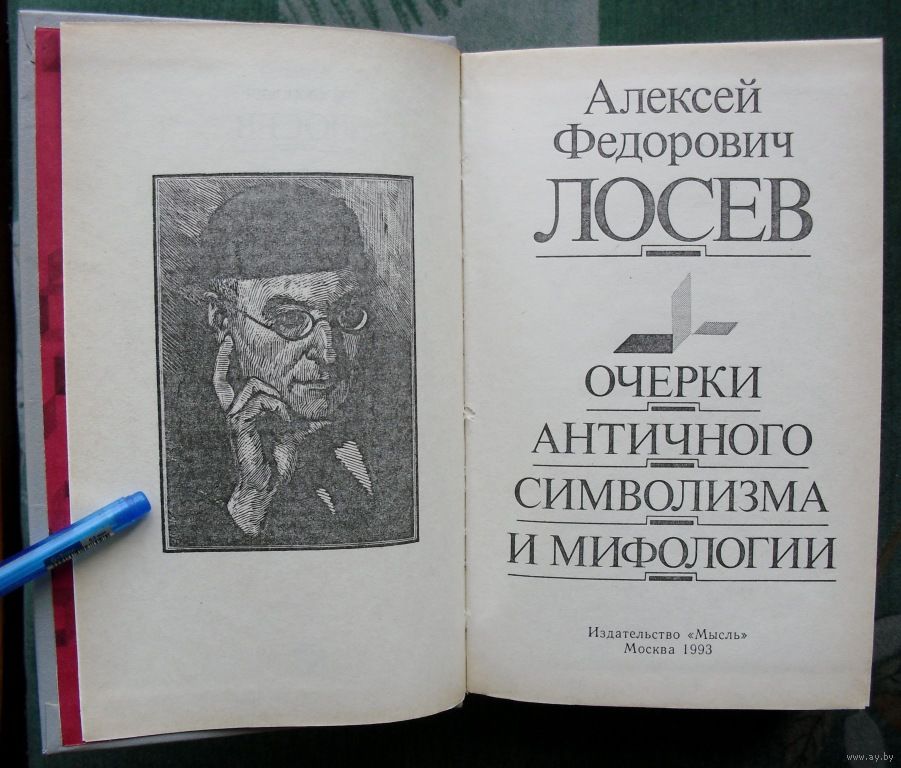 Алексей
Федорович
ЛОСЕВ
ОЧЕРКИ
АНТИЧНОГО
СИМВОЛИЗМА
И МИФОЛОГИИ
Издательство «Мысль»
Москва 1993
www.ay.by